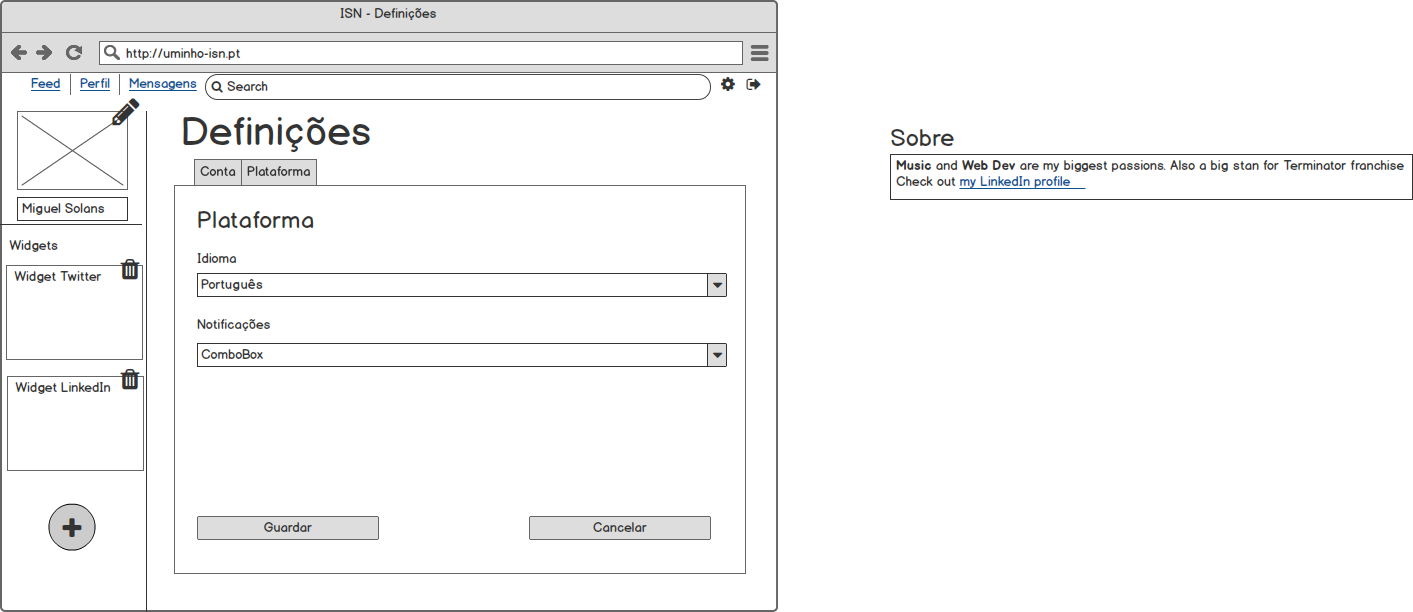 ISN - Definições
http://uminho-isn.pt
Feed
Perfil
Mensagens
Search
Miguel Solans
Widgets
Widget Twitter
Widget LinkedIn
Definições
Conta
Plataforma
Plataforma
Idioma
Português
Notificações
ComboBox
Guardar
Cancelar
Sobre
Music and Web Dev are my biggest passions. Also a big stan for Terminator franchise
Check out my LinkedIn profile